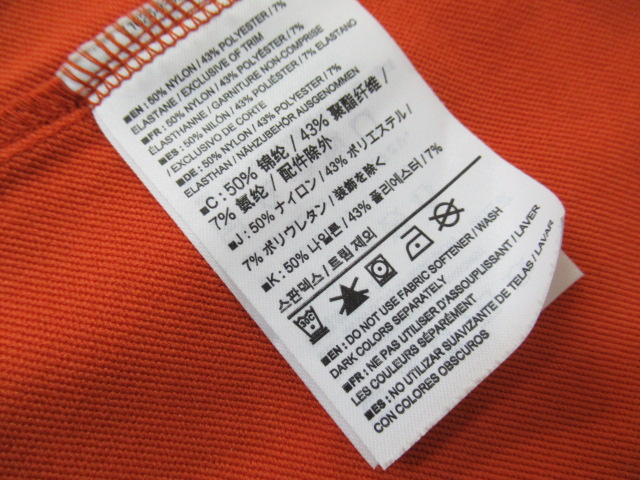 ■EN : 50% NYLON / 43% POLYESTER / 7%
ELASTANE / EXCLUSIVE OF TRIM
■FR : 50% NYLON / 43% POLYESTER / 7%
ELASTHANNE / GARNITURE NON-COMPRISE
■ES : 50% NILÓN / 43% POLIÉSTER / 7% ELASTANO
/ EXCLUSIVO DE CORTE
■DE : 50% NYLON / 43% POLYESTER / 7%
ELASTHAN / NÄHZUBEHÖR AUSGENOMMEN
■C : 50% 锦纶 / 43% 聚酯纤维 /
7% 氨纶 / 配件除外
■J : 50% ナイロン / 43% ポリエステル /
7% ポリウレタン / 装飾を除く
■K : 50% 나일론 / 43% 폴리에스터 / 7%
스판덱스 / 트림 제외
30C
■EN : DO NOT USE FABRIC SOFTENER / WASH
DARK COLORS SEPARATELY
■FR : NE PAS UTILISER D'ASSOUPLISSANT / LAVER
LES COULEURS SÉPARÉMENT
■ES : NO UTILIZAR SUAVIZANTE DE TELAS / LAVAR
CON COLORES OBSCUROS